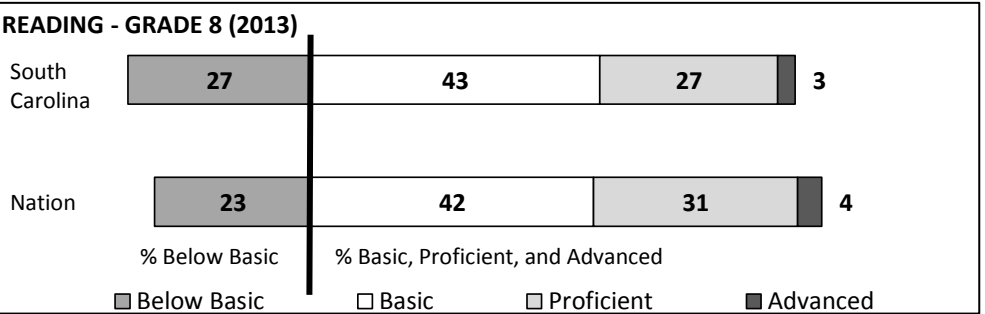 READING - GRADE 8 (2013)
South
Carolina
27 43 27 3
Nation
23 42 31 4
% Below Basic % Basic, Proficient, and Advanced
Below Basic Basic Proficient Advanced